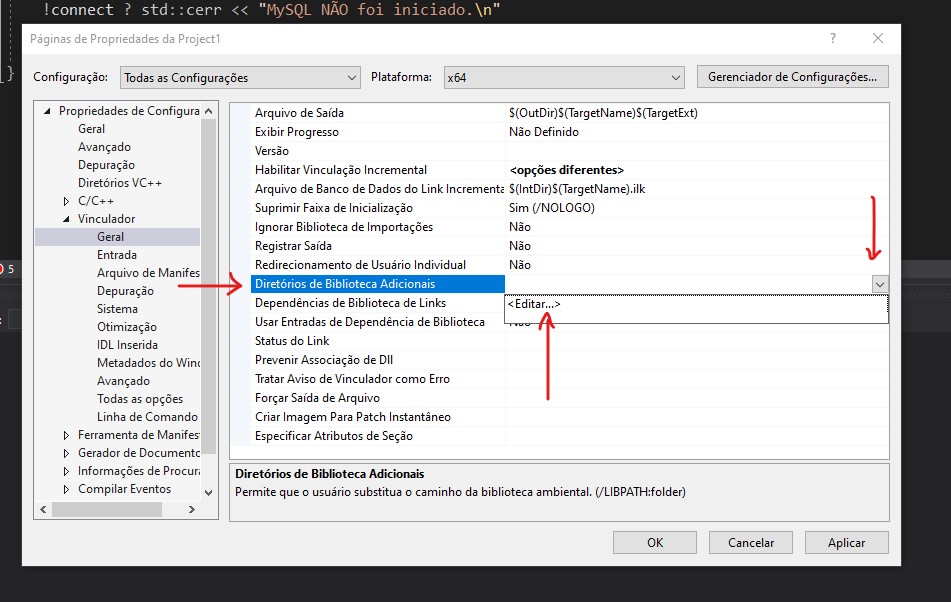 !connect ? std::cerr << "MySQL NÃO foi iniciado.\n"
}
Páginas de Propriedades da Project1
?
Configuração:
Todas as Configurações
Plataforma:
x64
Gerenciador de Configurações...
Propriedades de Configura
Geral
Avançado
Depuração
Diretórios VC++
C/C++
Vinculador
Geral
Entrada
Arquivo de Manifes
Depuração
Sistema
Otimização
IDL Inserida
Metadados do Winc
Avançado
Todas as opções
Linha de Comando
Ferramenta de Manifes
Gerador de Documento
Informações de Procura
Compilar Eventos
Arquivo de Saída $(OutDir)$(TargetName)$(TargetExt)
Exibir Progresso Não Definido
Versão
Habilitar Vinculação Incremental <opções diferentes>
Arquivo de Banco de Dados do Link Incrementa $(IntDir)$(TargetName).ilk
Suprimir Faixa de Inicialização Sim (/NOLOGO)
Ignorar Biblioteca de Importações Não
Registrar Saída Não
Redirecionamento de Usuário Individual Não
Diretórios de Biblioteca Adicionais
Dependências de Biblioteca de Links <Editar...>
Usar Entradas de Dependência de Biblioteca Não
Status do Link
Prevenir Associação de Dll
Tratar Aviso de Vinculador como Erro
Forçar Saída de Arquivo
Criar Imagem Para Patch Instantâneo
Especificar Atributos de Seção
5
Diretórios de Biblioteca Adicionais
Permite que o usuário substitua o caminho da biblioteca ambiental. (/LIBPATH:folder)
OK
Cancelar
Aplicar